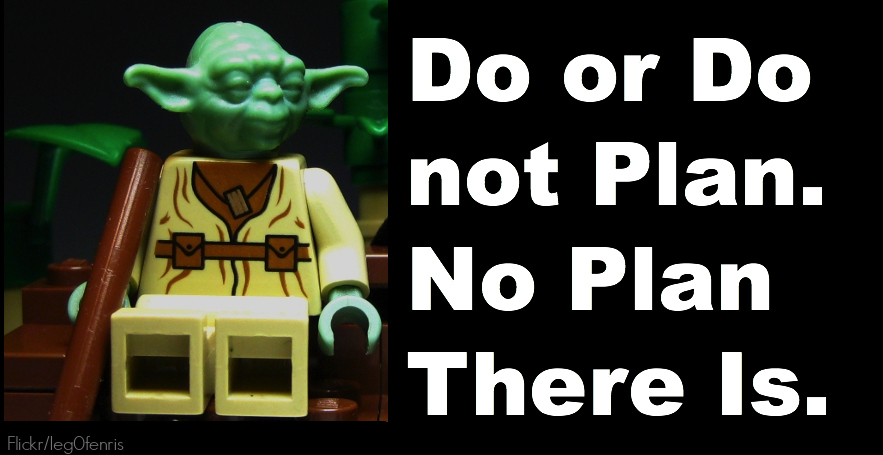 Do or Do
not Plan.
No Plan
There Is.
Flickr/leg0fenris